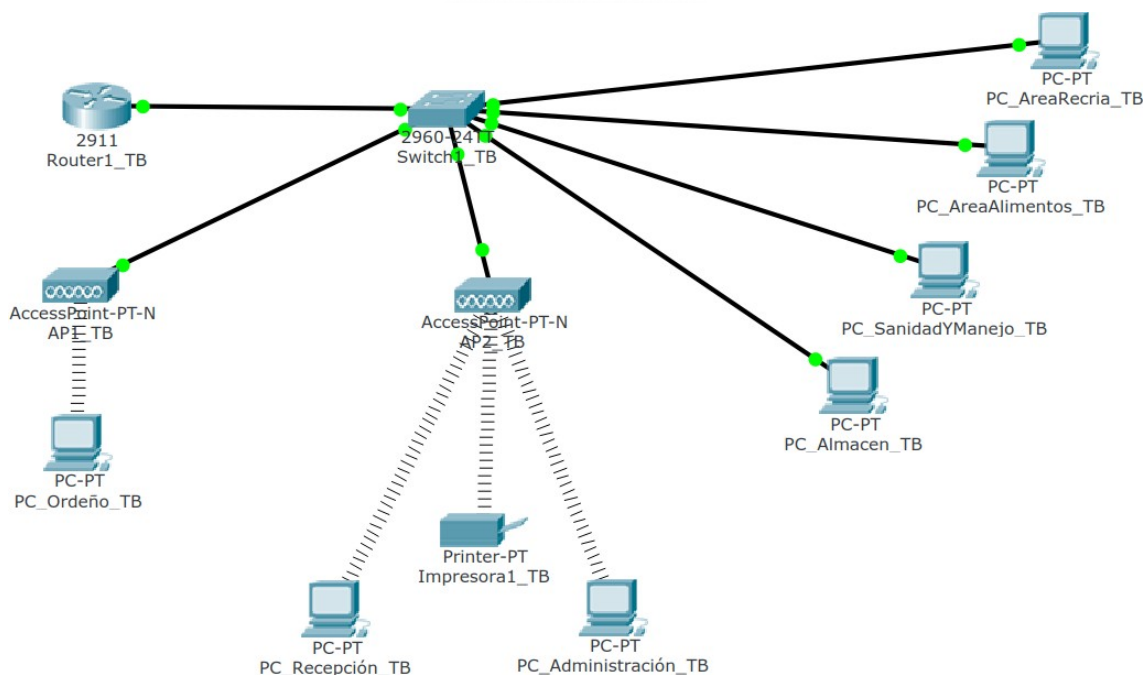 PC-PT
PC_AreaRecria_TB
2911
Router1_TB
2960-24TT
Switch1_TB
PC-PT
PC_AreaAlimentos_TB
PC-PT
PC_SanidadYManejo_TB
AccessPoint-PT-N
AP1_TB
AccessPoint-PT-N
AP2_TB
PC-PT
PC_Almacen_TB
PC-PT
PC_Ordeño_TB
Printer-PT
Impresora1_TB
PC-PT
PC_Recepción_TB
PC-PT
PC_Administración_TB